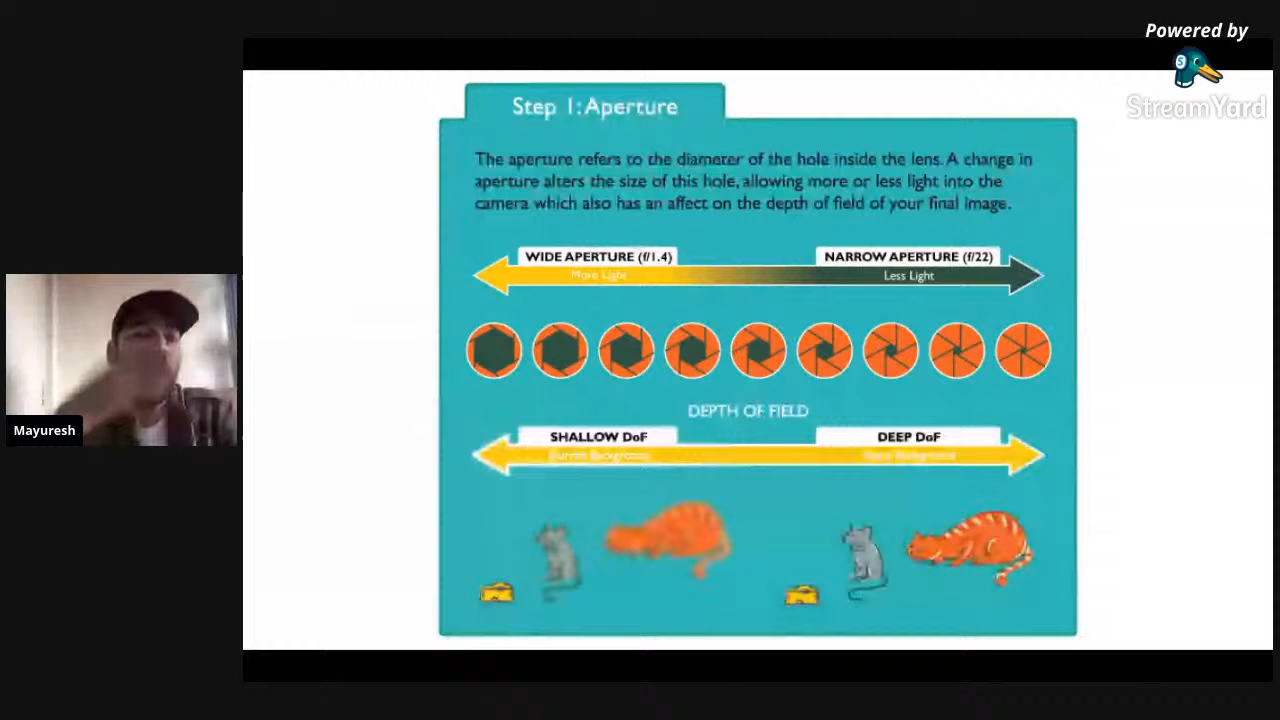 Powered by
StreamYard
Step 1: Aperture
The aperture refers to the diameter of the hole inside the lens. A change in
aperture alters the size of this hole, allowing more or less light into the
camera which also has an affect on the depth of field of your final image.
WIDE APERTURE (f/1.4)
NARROW APERTURE (f/22)
More Light
Less Light
DEPTH OF FIELD
SHALLOW DoF
DEEP DoF
Blurred Background
Mayuresh